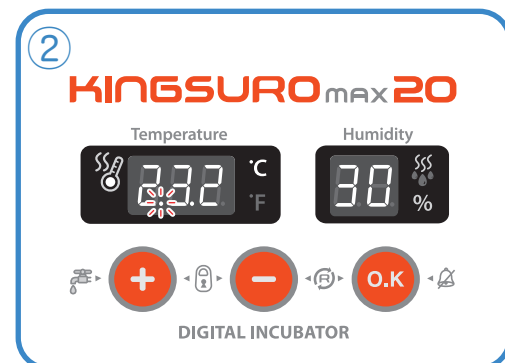 ②
KINGSURO max 20
Temperature Humidity
23.2 °C °F 30 %
+ - R O.K
DIGITAL INCUBATOR